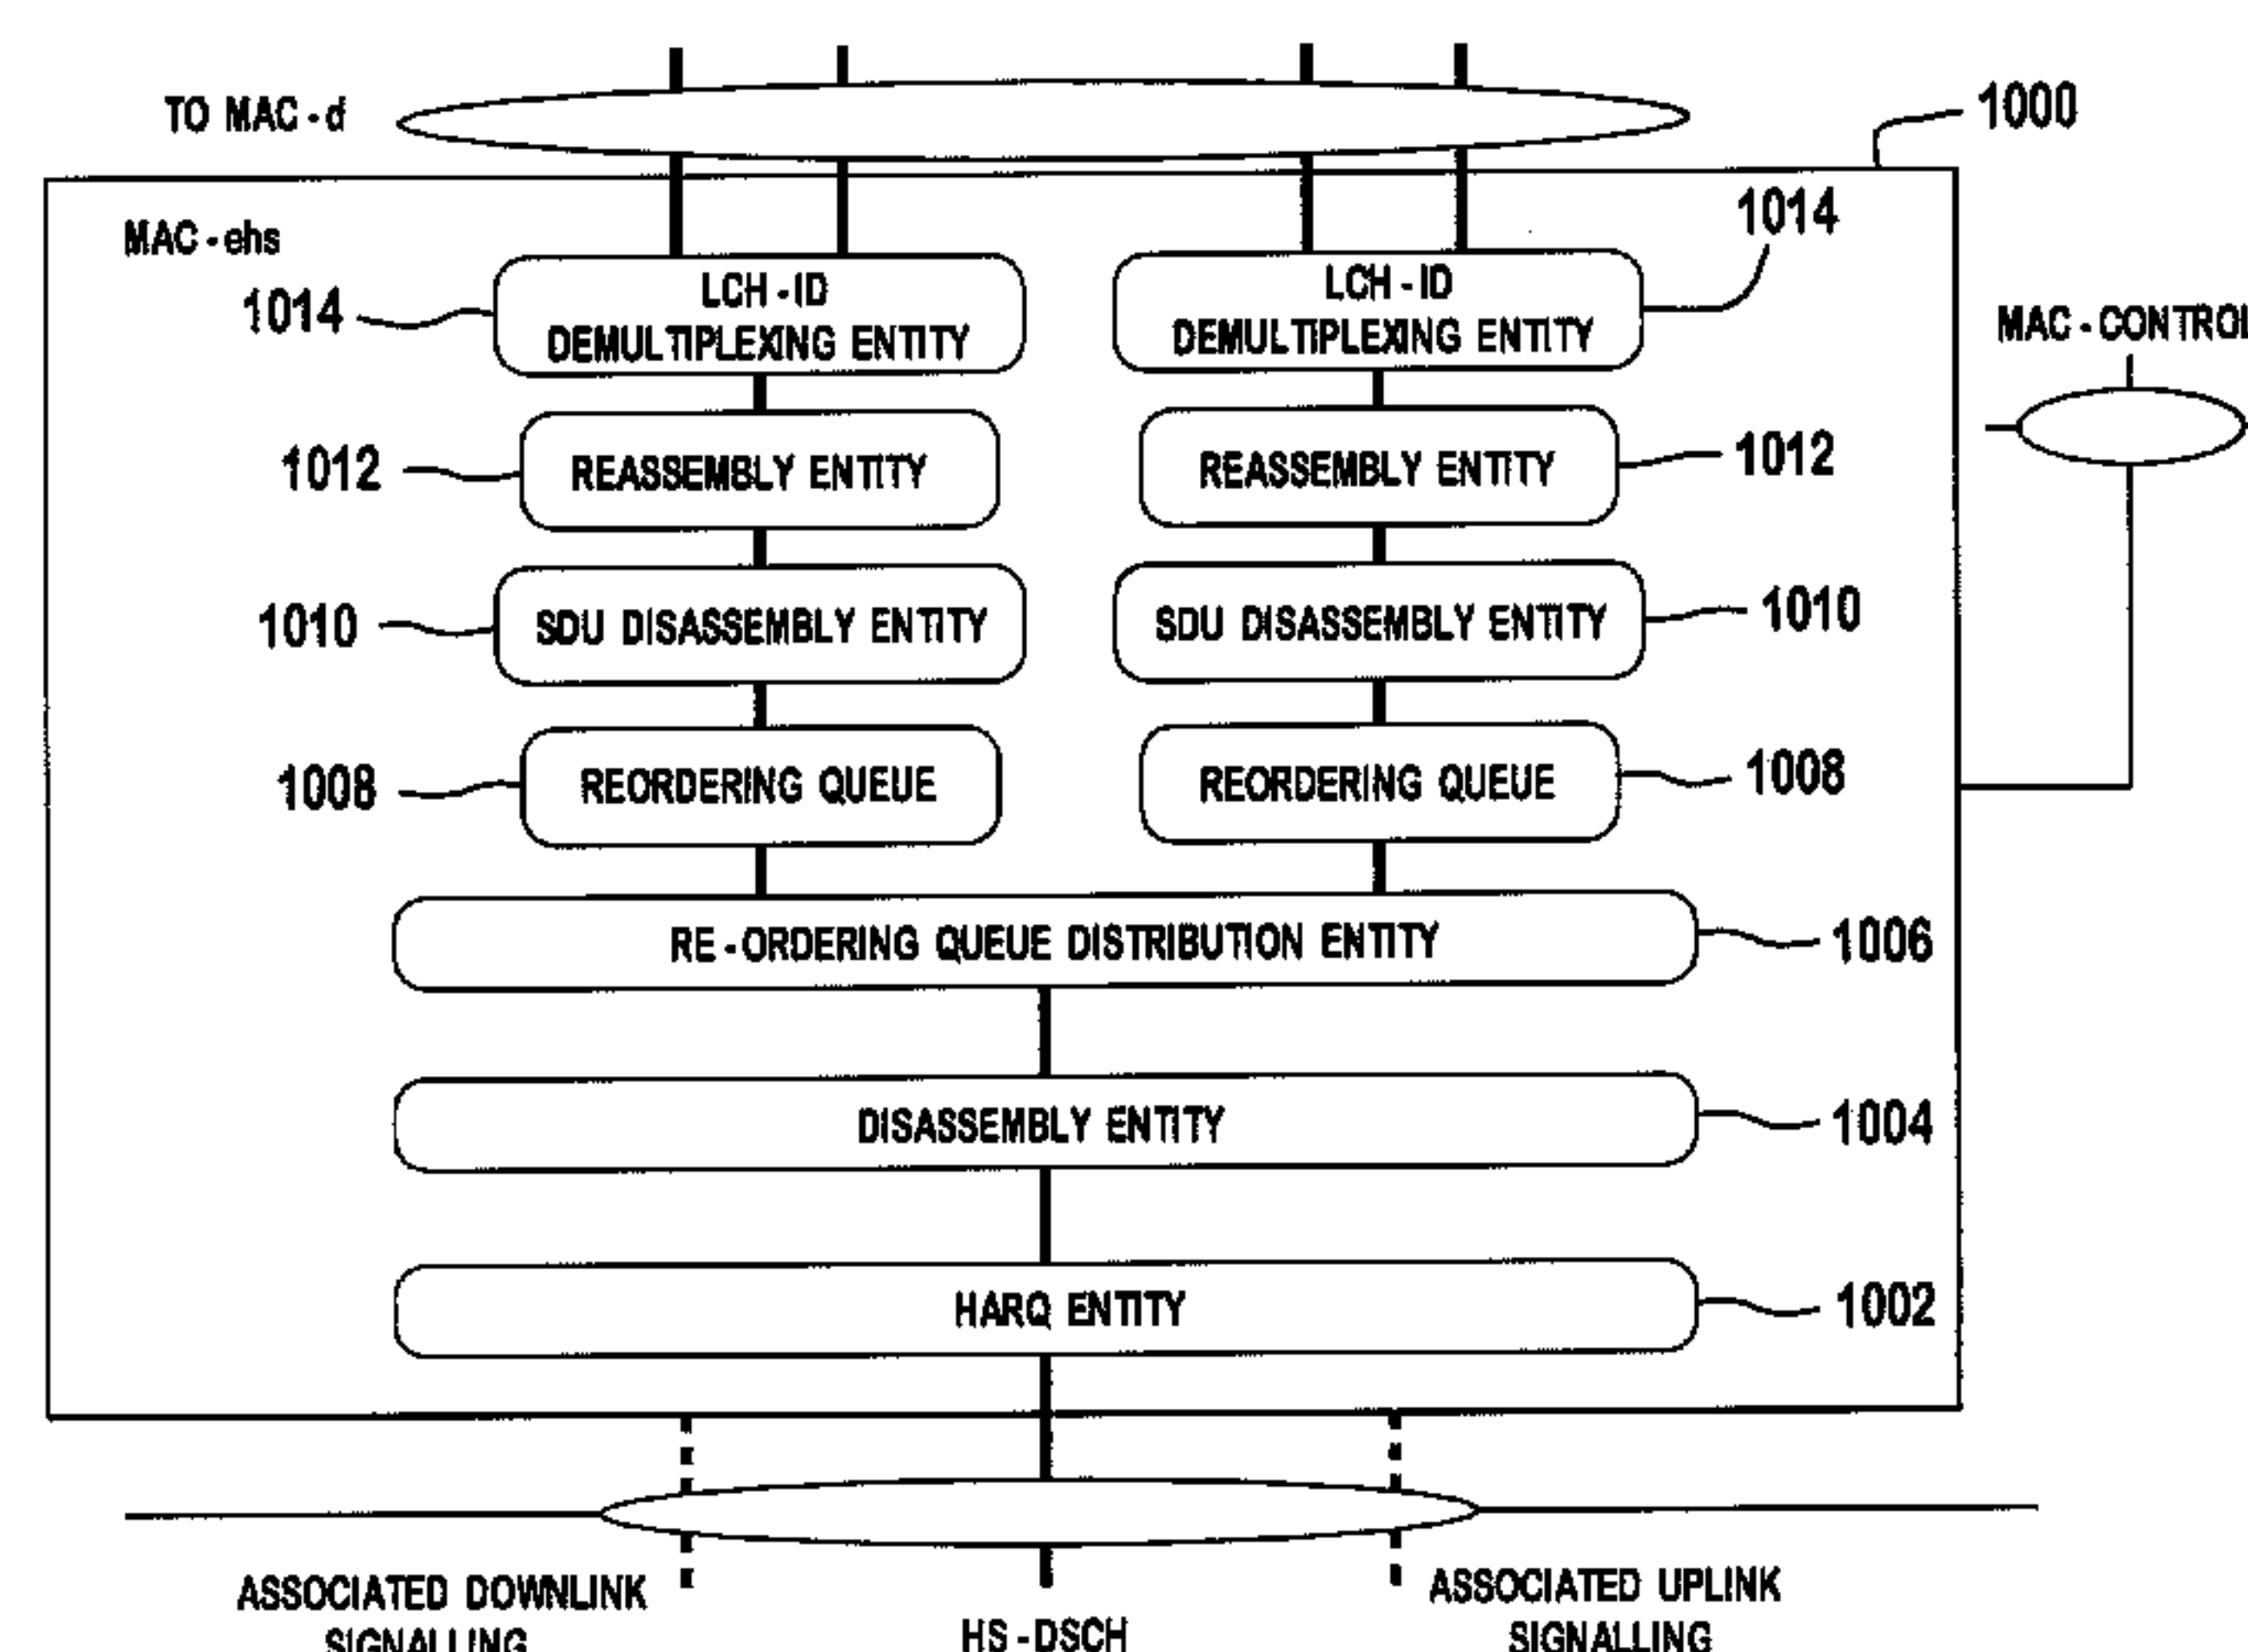 TO MAC-d
1000
MAC-ehs
1014
LCH-ID
DEMULTIPLEXING ENTITY
LCH-ID
DEMULTIPLEXING ENTITY
1014
MAC-CONTROL
1012
REASSEMBLY ENTITY
REASSEMBLY ENTITY
1012
1010
SDU DISASSEMBLY ENTITY
SDU DISASSEMBLY ENTITY
1010
1008
REORDERING QUEUE
REORDERING QUEUE
1008
RE-ORDERING QUEUE DISTRIBUTION ENTITY
1006
DISASSEMBLY ENTITY
1004
HARQ ENTITY
1002
ASSOCIATED DOWNLINK
SIGNALLING
HS-DSCH
ASSOCIATED UPLINK
SIGNALLING